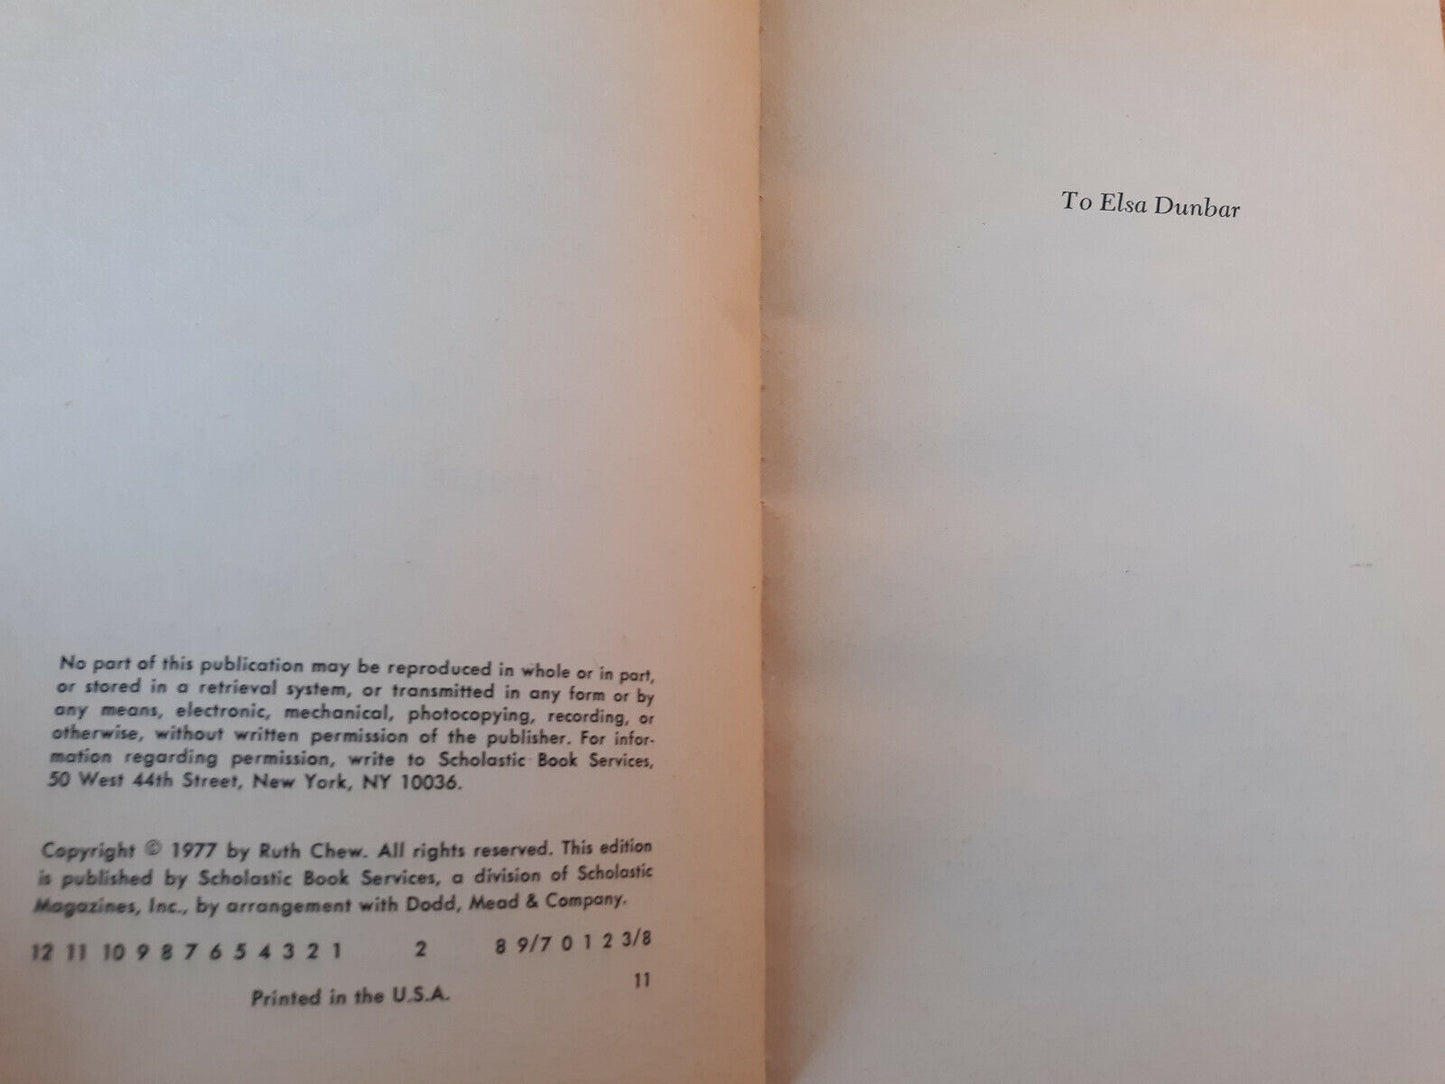 No part of this publication may be reproduced in whole or in part,
or stored in a retrieval system, or transmitted in any form or by
any means, electronic, mechanical, photocopying, recording, or
otherwise, without written permission of the publisher. For infor-
mation regarding permission, write to Scholastic Book Services,
50 West 44th Street, New York, NY 10036.
Copyright © 1977 by Ruth Chew. All rights reserved. This edition
is published by Scholastic Book Services, a division of Scholastic
Magazines, Inc., by arrangement with Dodd, Mead & Company.
12 11 10 9 8 7 6 5 4 3 2 1 2 8 9/7 0 1 2 3/8
11
Printed in the U.S.A.
To Elsa Dunbar